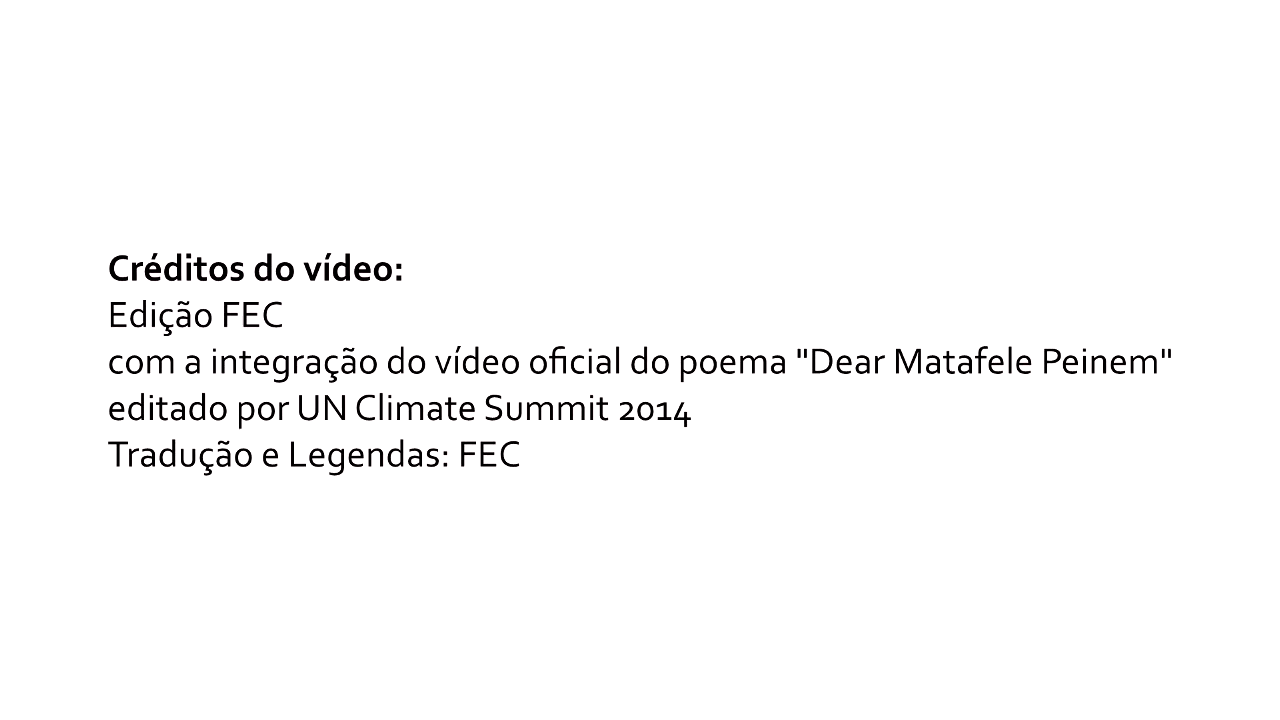 Créditos do vídeo:
Edição FEC
com a integração do vídeo oficial do poema "Dear Matafele Peinem"
editado por UN Climate Summit 2014
Tradução e Legendas: FEC